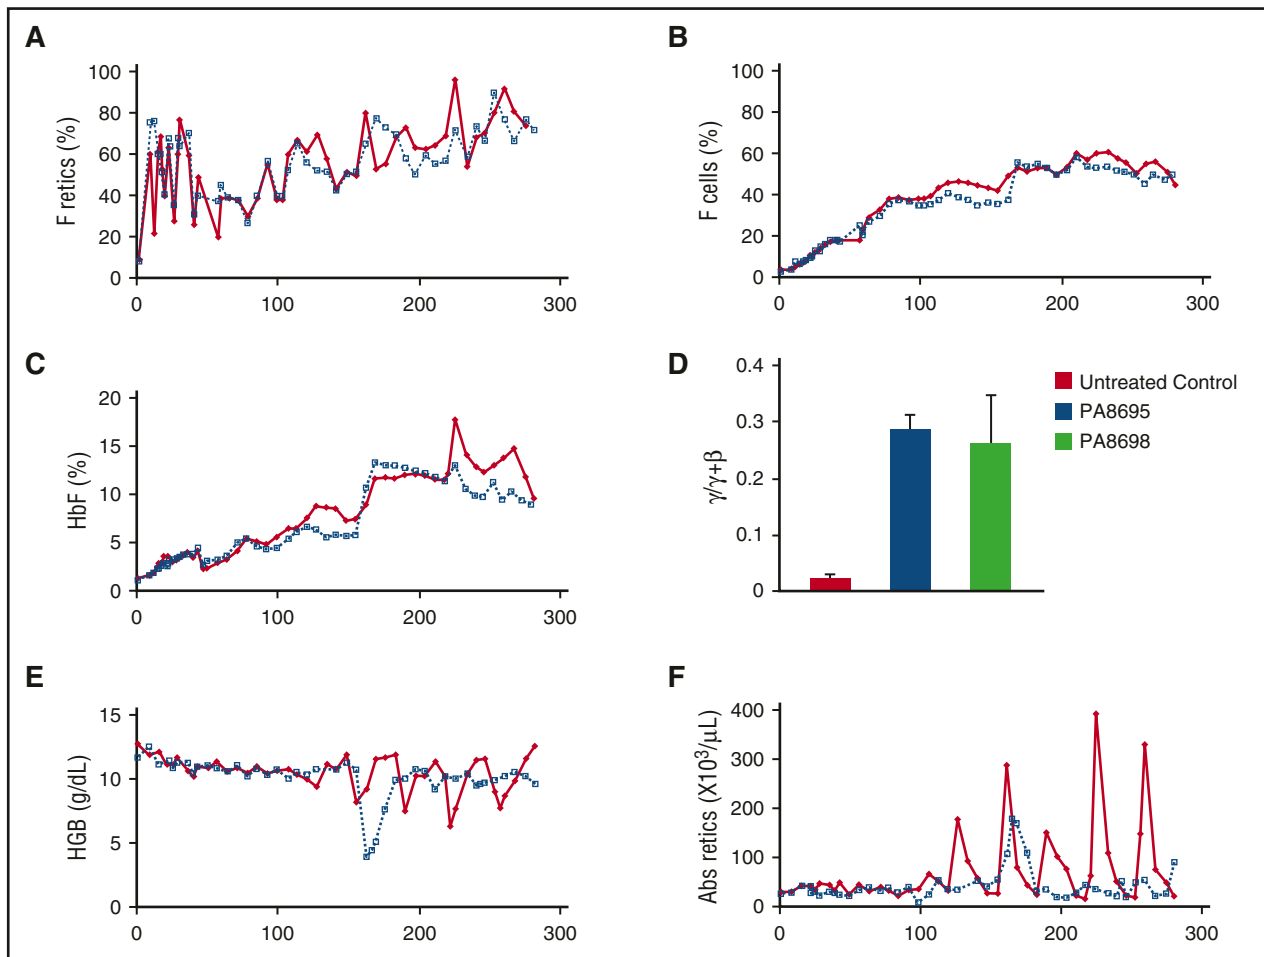 A
F retics (%)
100
80
60
40
20
0
0 100 200 300
B
F cells (%)
100
80
60
40
20
0
0 100 200 300
C
HbF (%)
20
15
10
5
0
0 100 200 300
D
γ/γ+β
0.4
0.3
0.2
0.1
0
Untreated Control
PA8695
PA8698
E
HGB (g/dL)
15
10
5
0
0 100 200 300
F
Abs retics (X10³/µL)
400
300
200
100
0
0 100 200 300